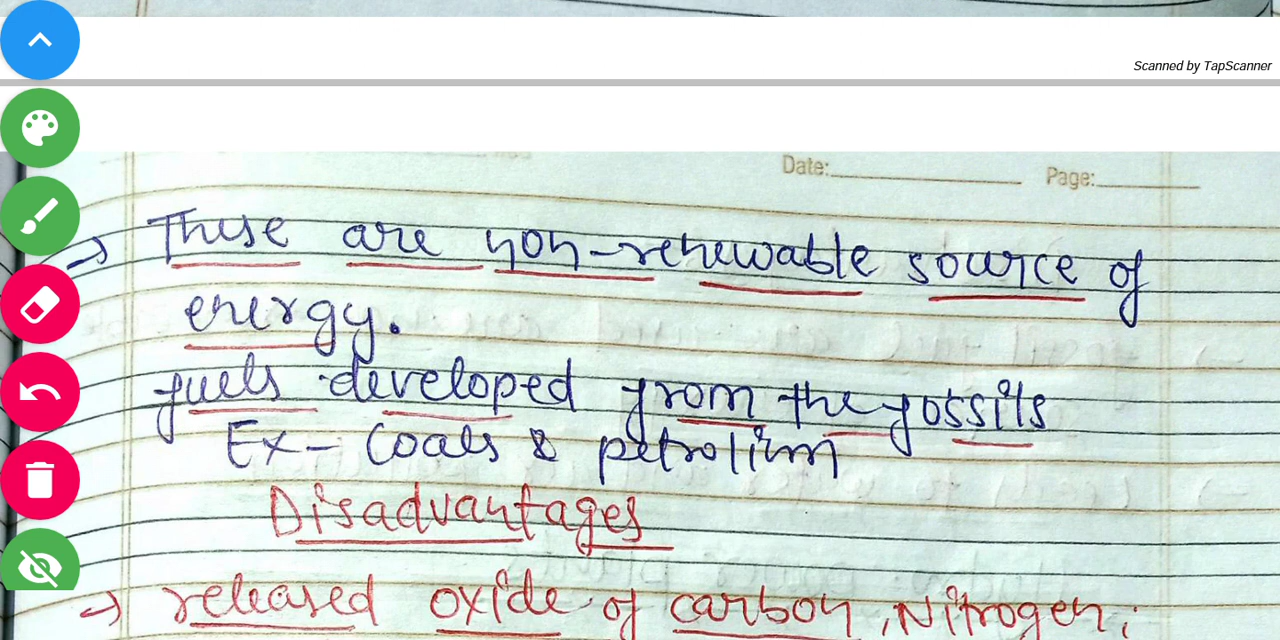 Scanned by TapScanner
Date: Page:
→ These are non-renewable source of
energy.
fuels developed from the fossils
Ex- Coals & petrolium
Disadvantages
→ released oxide of carbon, Nitrogen,